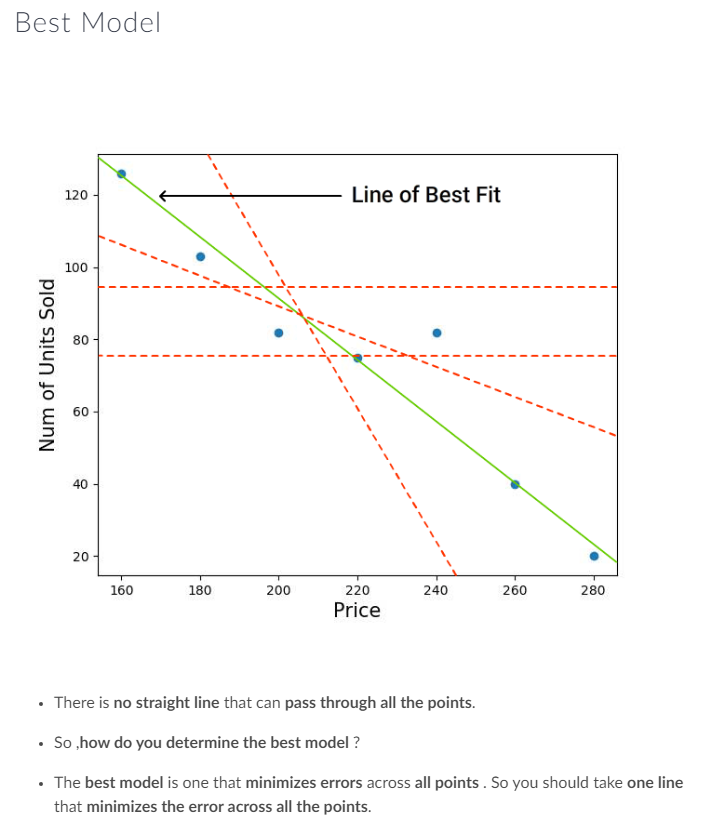 Best Model
Line of Best Fit
120
100
80
60
40
20
Num of Units Sold
160 180 200 220 240 260 280
Price
• There is no straight line that can pass through all the points.
• So ,how do you determine the best model ?
• The best model is one that minimizes errors across all points . So you should take one line
that minimizes the error across all the points.